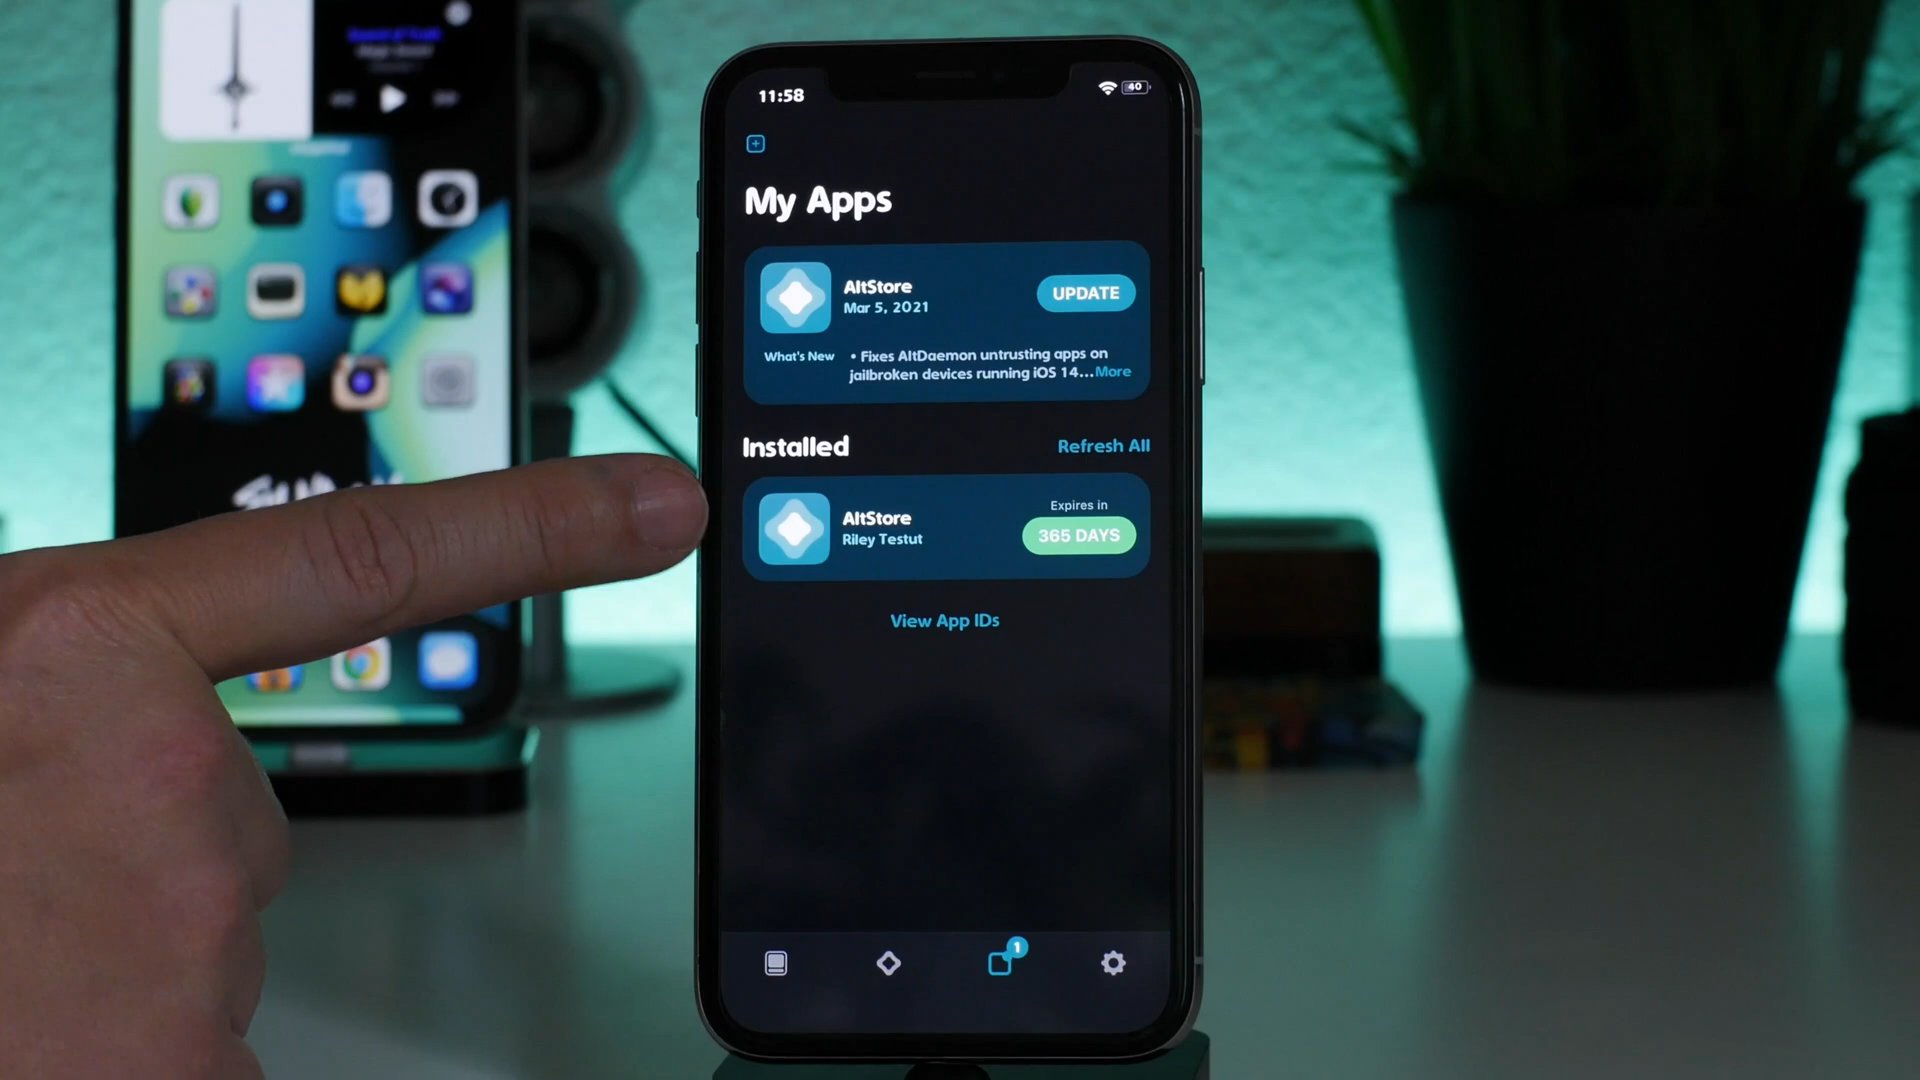 11:58
40
My Apps
AltStore
Mar 5, 2021
UPDATE
What's New
• Fixes AltDaemon untrusting apps on
jailbroken devices running iOS 14...More
Installed
Refresh All
AltStore
Riley Testut
Expires in
365 DAYS
View App IDs
1